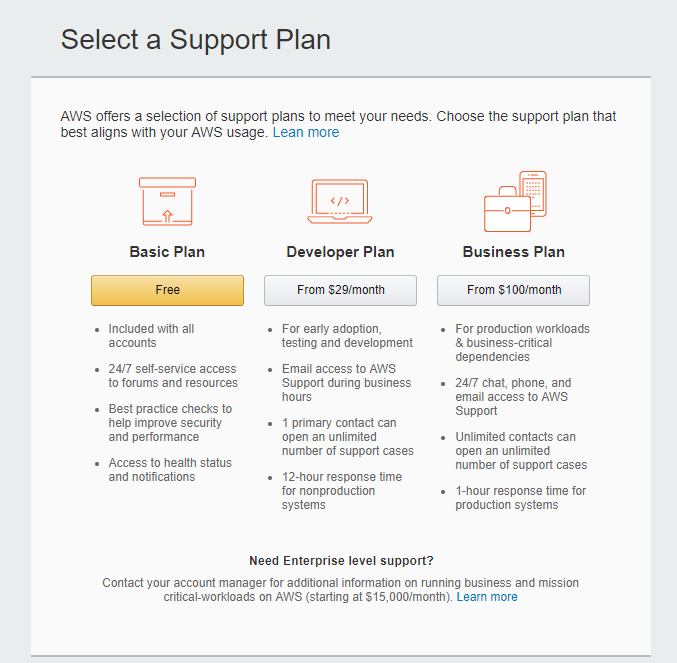 Select a Support Plan
AWS offers a selection of support plans to meet your needs. Choose the support plan that
best aligns with your AWS usage. Lean more
</>
Basic Plan
Free
Included with all
accounts
24/7 self-service access
to forums and resources
Best practice checks to
help improve security
and performance
Access to health status
and notifications
Developer Plan
From $29/month
For early adoption,
testing and development
Email access to AWS
Support during business
hours
1 primary contact can
open an unlimited
number of support cases
12-hour response time
for nonproduction
systems
Business Plan
From $100/month
For production workloads
& business-critical
dependencies
24/7 chat, phone, and
email access to AWS
Support
Unlimited contacts can
open an unlimited
number of support cases
1-hour response time for
production systems
Need Enterprise level support?
Contact your account manager for additional information on running business and mission
critical-workloads on AWS (starting at $15,000/month). Learn more